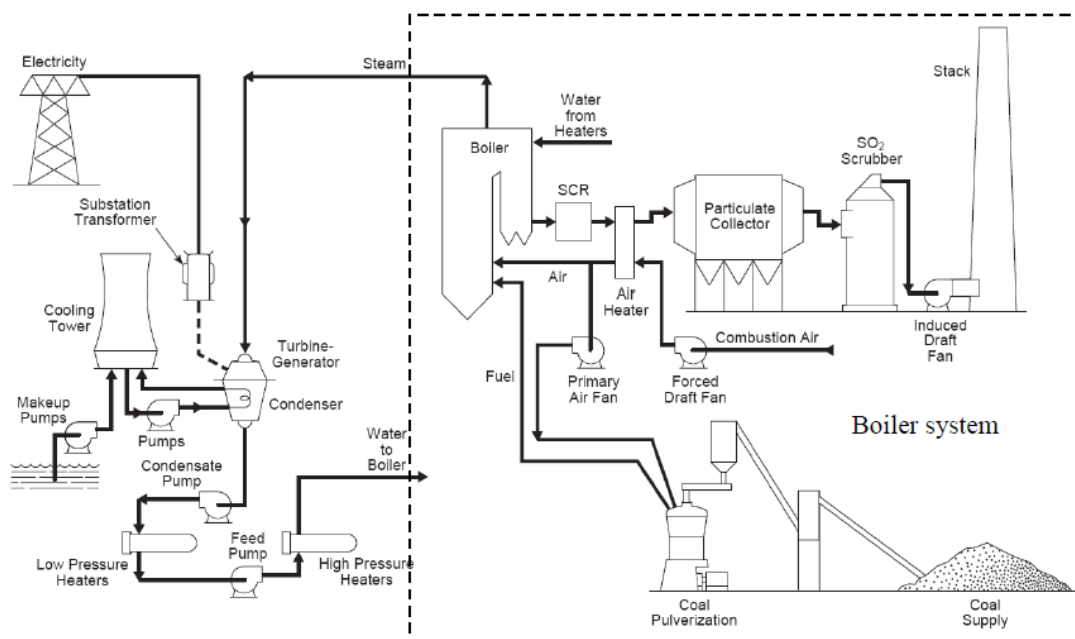 Electricity
Steam
Stack
Water
from
Heaters
Boiler
SO2
Scrubber
SCR
Substation
Transformer
Particulate
Collector
Air
Air
Heater
Cooling
Tower
Induced
Draft
Fan
Combustion Air
Turbine-
Generator
Fuel
Primary
Air Fan
Forced
Draft Fan
Condenser
Makeup
Pumps
Pumps
Boiler system
Water
to
Boiler
Condensate
Pump
Feed
Pump
Low Pressure
Heaters
High Pressure
Heaters
Coal
Pulverization
Coal
Supply